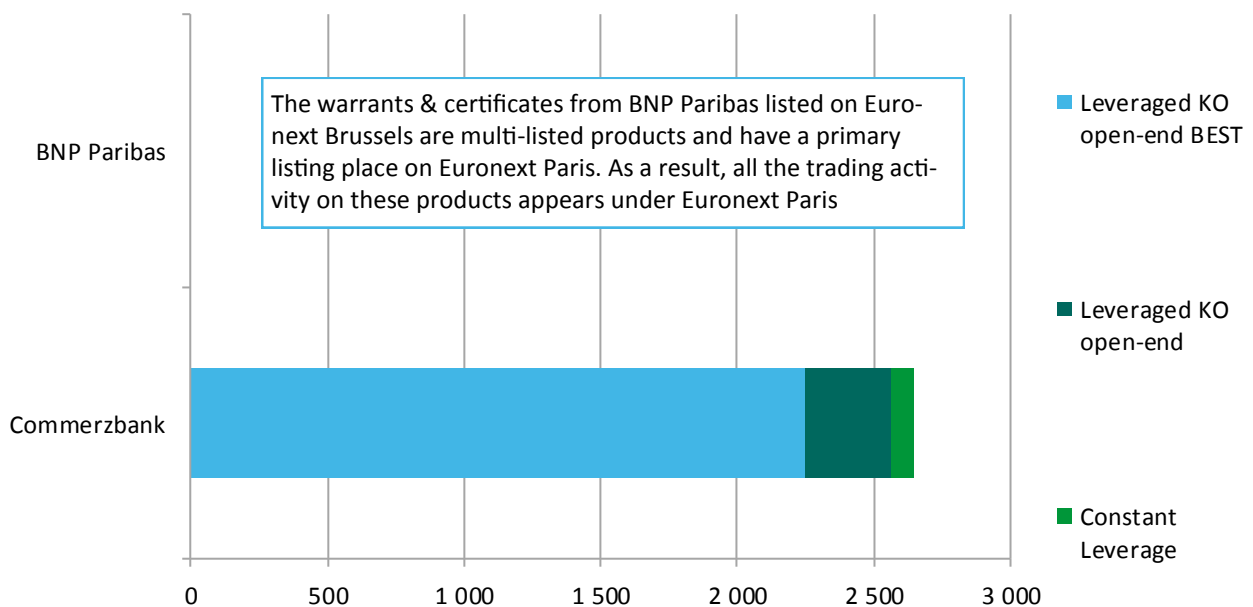 BNP Paribas
The warrants & certificates from BNP Paribas listed on Euro-
next Brussels are multi-listed products and have a primary
listing place on Euronext Paris. As a result, all the trading acti-
vity on these products appears under Euronext Paris
Commerzbank
0
500
1 000
1 500
2 000
2 500
3 000
Leveraged KO
open-end BEST
Leveraged KO
open-end
Constant
Leverage